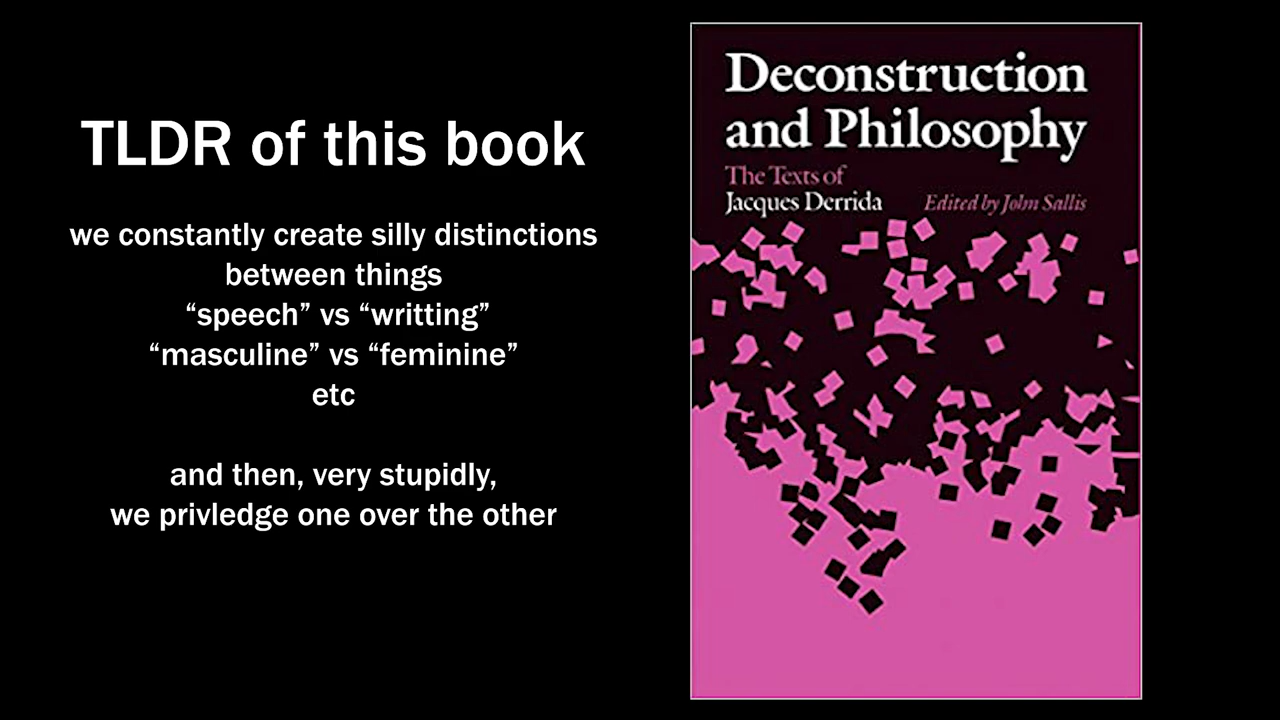 TLDR of this book
we constantly create silly distinctions
between things
“speech” vs “writting”
“masculine” vs “feminine”
etc
and then, very stupidly,
we privledge one over the other
Deconstruction
and Philosophy
The Texts of
Jacques Derrida
Edited by John Sallis